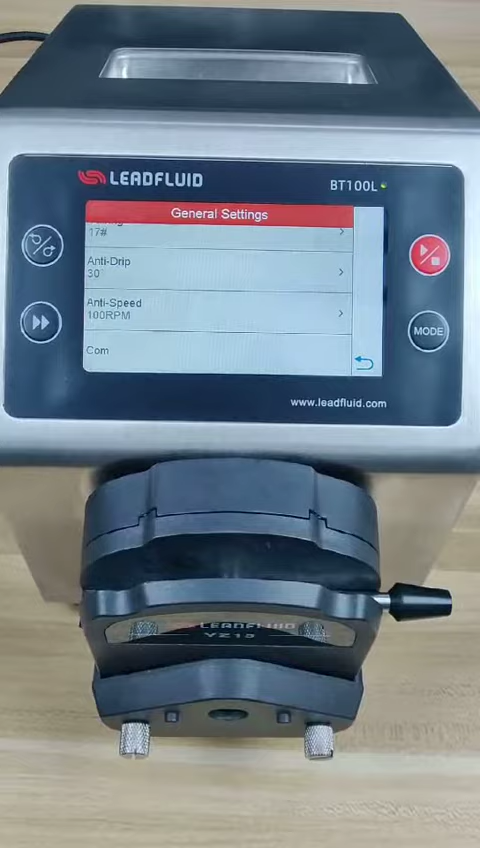 LEADFLUID
BT100L
General Settings
17#
Anti-Drip
30°
Anti-Speed
100RPM
Com
MODE
www.leadfluid.com
LEADFLUID
YZ15